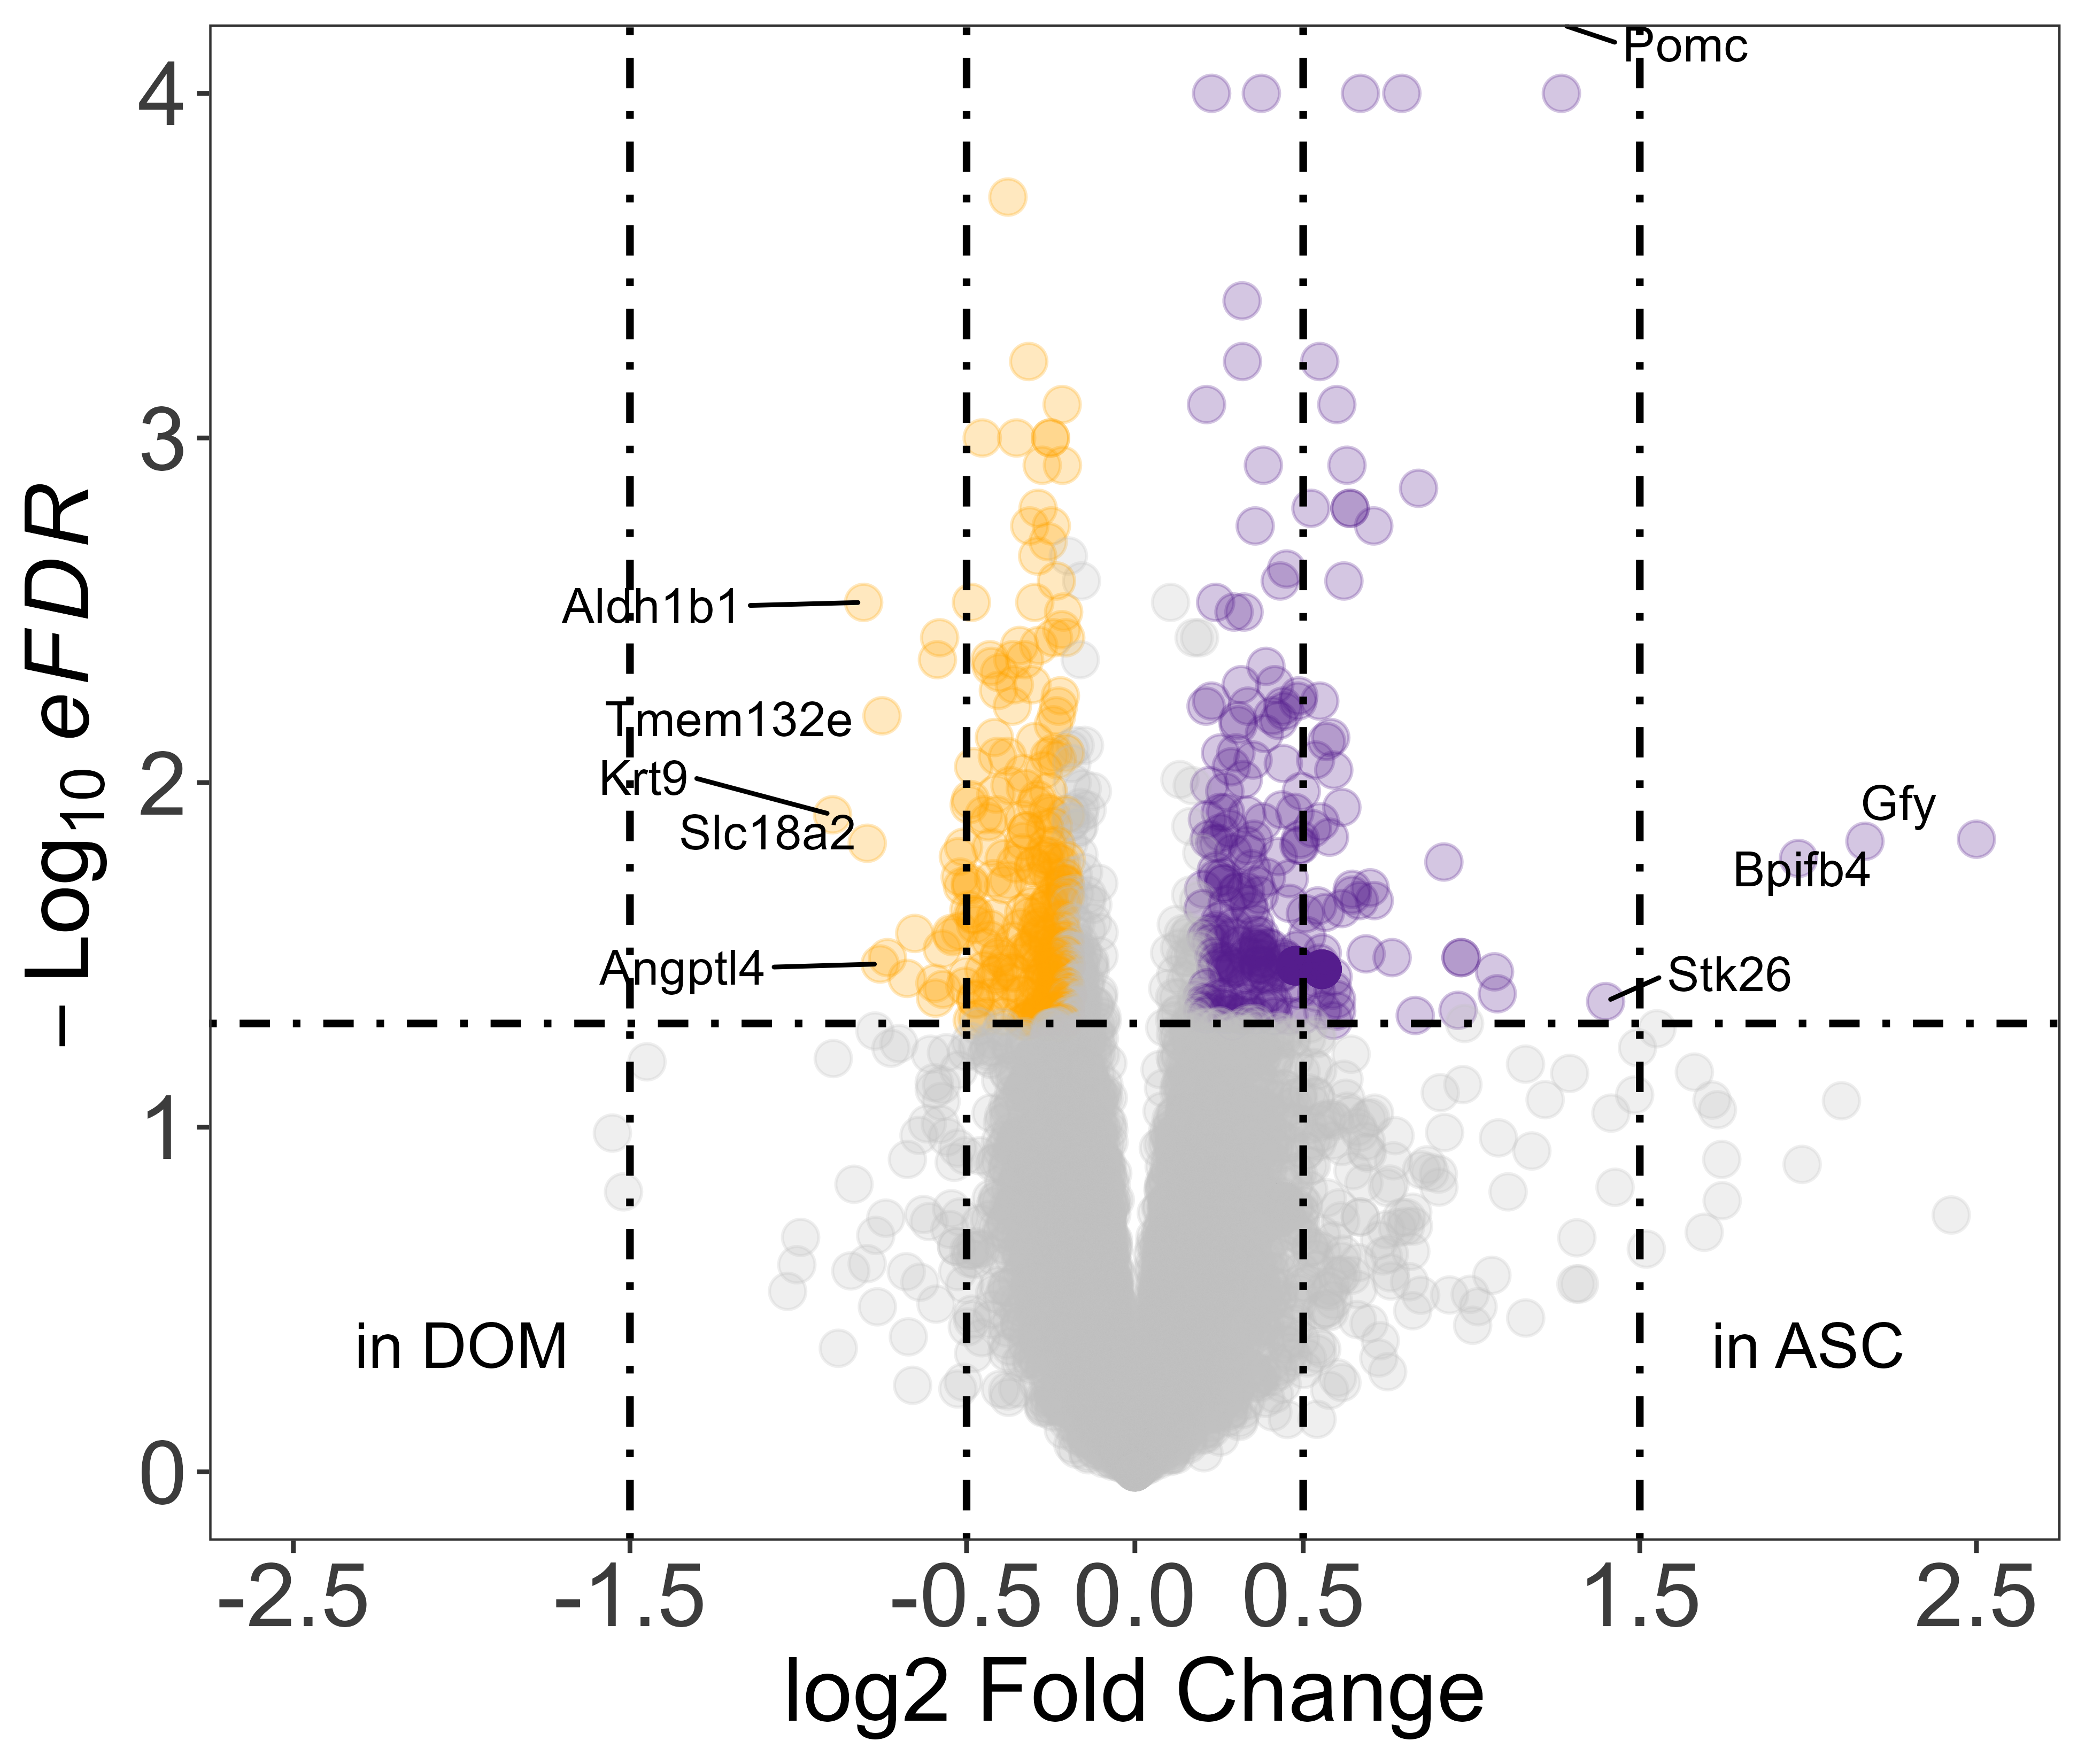 Pomc
4
3
2
1
0
− Log10 eFDR
Aldh1b1
Tmem132e
Krt9
Slc18a2
Angptl4
Gfy
Bpifb4
Stk26
in DOM
in ASC
-2.5 -1.5 -0.5 0.0 0.5 1.5 2.5
log2 Fold Change